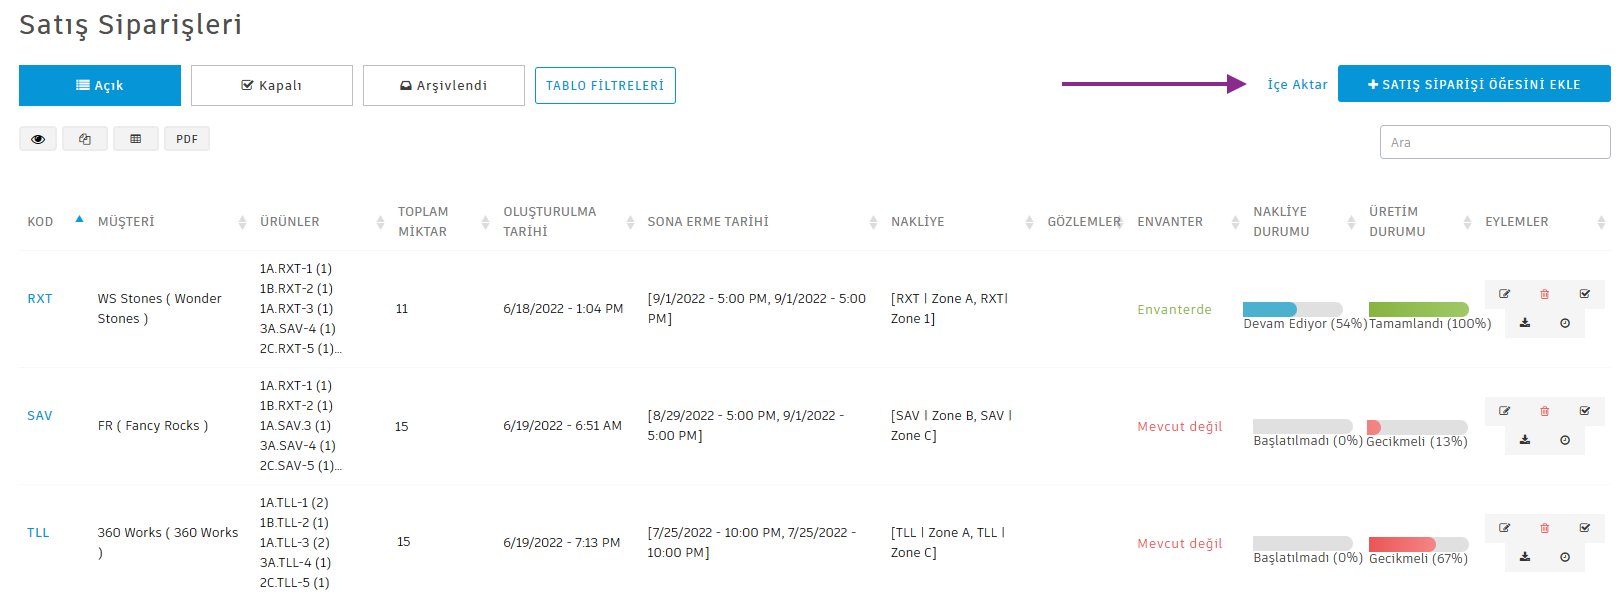 Satış Siparişleri
Açık
Kapalı
Arşivlendi
TABLO FİLTRELERİ
İçe Aktar
SATIŞ SİPARİŞİ ÖĞESİNİ EKLE
PDF
Ara
KOD
MÜŞTERİ
ÜRÜNLER
TOPLAM
MİKTAR
OLUŞTURULMA
TARİHİ
SONA ERME TARİHİ
NAKLİYE
GÖZLEMLER
ENVANTER
NAKLİYE
DURUMU
ÜRETİM
DURUMU
EYLEMLER
RXT
WS Stones ( Wonder
Stones )
1A.RXT-1 (1)
1B.RXT-2 (1)
1A.RXT-3 (1)
3A.SAV-4 (1)
2C.RXT-5 (1)...
11
6/18/2022 - 1:04 PM
[9/1/2022 - 5:00 PM, 9/1/2022 - 5:00
PM]
[RXT | Zone A, RXT|
Zone 1]
Envanterde
Devam Ediyor (54%)
Tamamlandı (100%)
SAV
FR ( Fancy Rocks )
1A.RXT-1 (1)
1B.RXT-2 (1)
1A.SAV.3 (1)
3A.SAV-4 (1)
2C.SAV-5 (1)...
15
6/19/2022 - 6:51 AM
[8/29/2022 - 5:00 PM, 9/1/2022 -
5:00 PM]
[SAV | Zone B, SAV |
Zone C]
Mevcut değil
Başlatılmadı (0%)
Gecikmeli (13%)
TLL
360 Works ( 360 Works
)
1A.TLL-1 (2)
1B.TLL-2 (1)
1A.TLL-3 (2)
3A.TLL-4 (1)
2C.TLL-5 (1)
15
6/19/2022 - 7:13 PM
[7/25/2022 - 10:00 PM, 7/25/2022 -
10:00 PM]
[TLL | Zone A, TLL |
Zone C]
Mevcut değil
Başlatılmadı (0%)
Gecikmeli (67%)